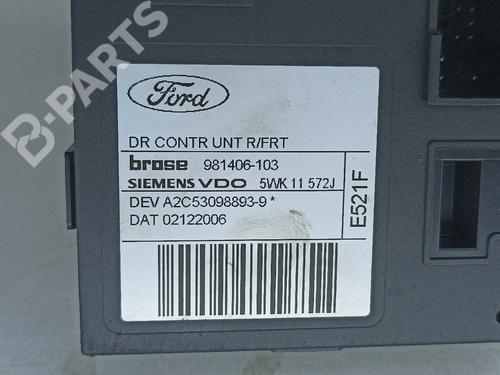 Ford
DR CONTR UNT R/FRT
brose 981406-103
SIEMENS VDO 5WK 11 572J
DEV A2C53098893-9 *
DAT 02122006
E521F
B-PARTS